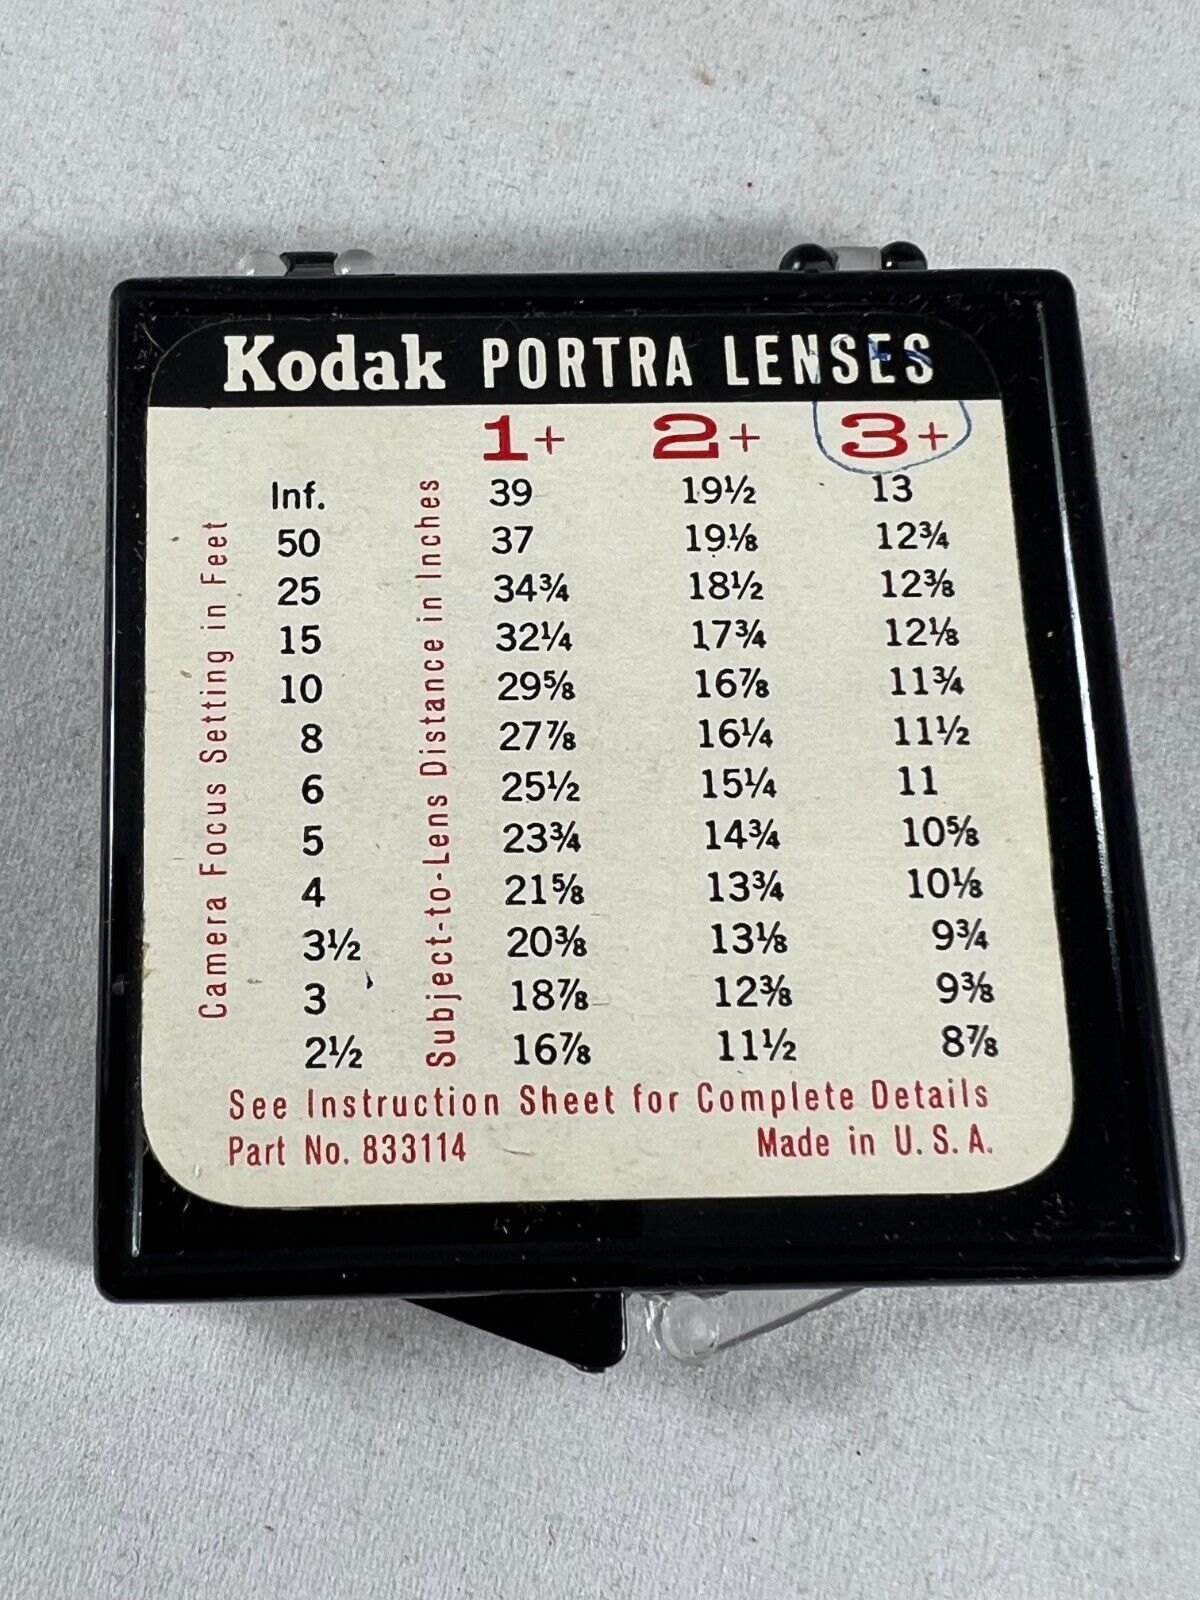 Kodak PORTRA LENSES
1+ 2+ 3+
Camera Focus Setting in Feet
Subject-to-Lens Distance in Inches
Inf. 39 19½ 13
50 37 19⅛ 12¾
25 34¾ 18½ 12⅜
15 32¼ 17¾ 12⅛
10 29⅝ 16⅞ 11¾
8 27⅞ 16¼ 11½
6 25½ 15¼ 11
5 23¾ 14¾ 10⅝
4 21⅝ 13¾ 10⅛
3½ 20⅜ 13⅛ 9¾
3 18⅞ 12⅜ 9⅜
2½ 16⅞ 11½ 8⅞
See Instruction Sheet for Complete Details
Part No. 833114 Made in U. S. A.